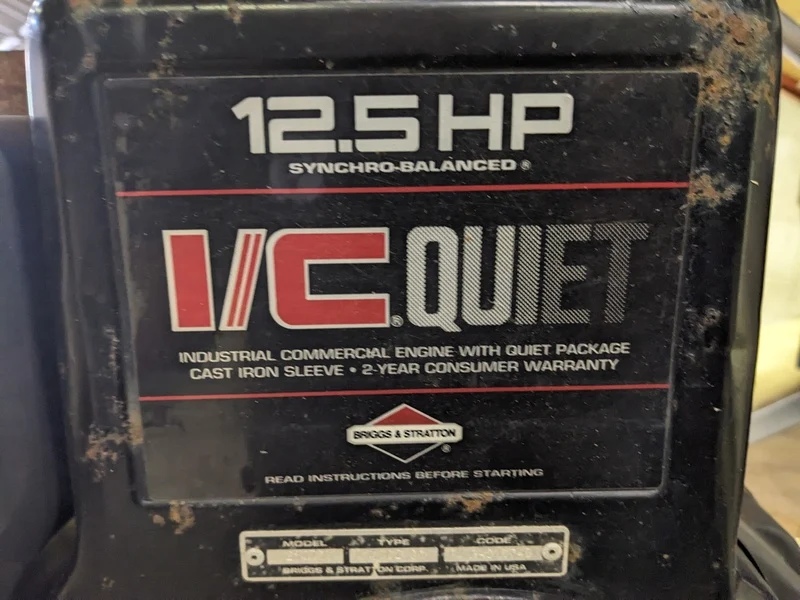 12.5 HP
SYNCHRO-BALANCED ®
I/C® QUIET
INDUSTRIAL COMMERCIAL ENGINE WITH QUIET PACKAGE
CAST IRON SLEEVE • 2-YEAR CONSUMER WARRANTY
BRIGGS & STRATTON ®
READ INSTRUCTIONS BEFORE STARTING
MODEL TYPE CODE
BRIGGS & STRATTON CORP. MADE IN USA